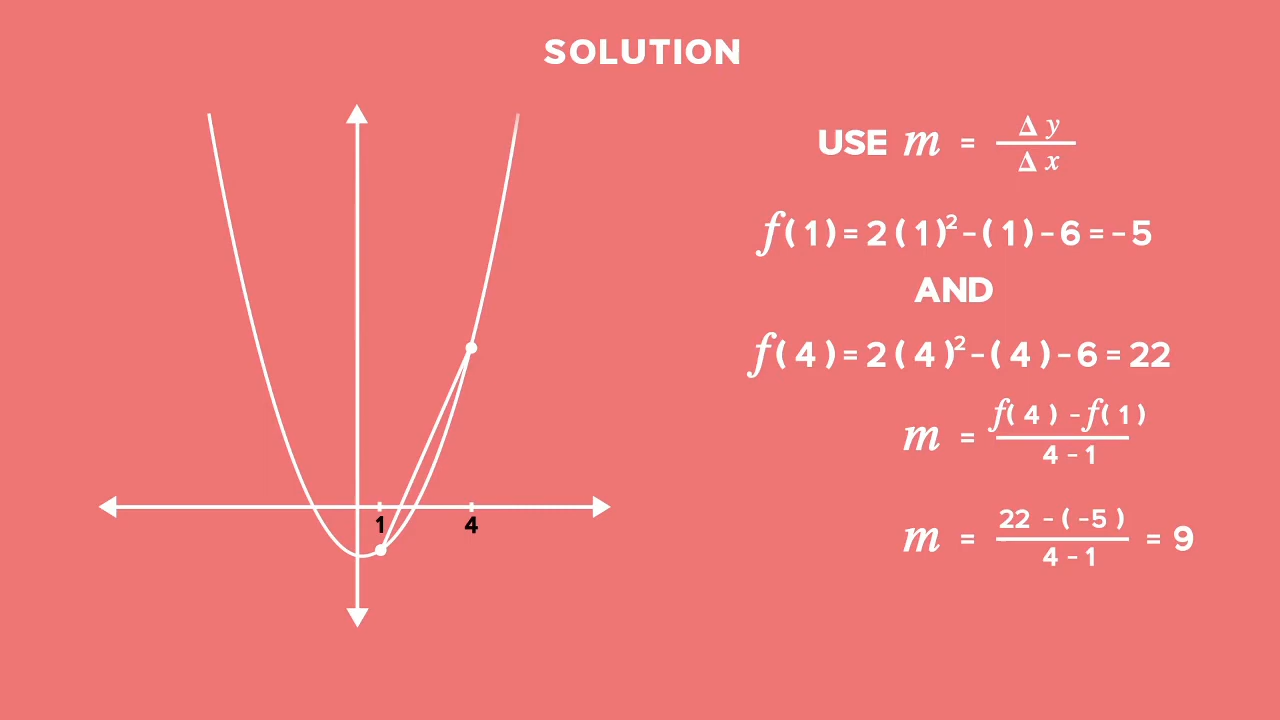 SOLUTION
USE m = Δy/Δx
f(1) = 2(1)² - (1) - 6 = -5
AND
f(4) = 2(4)² - (4) - 6 = 22
m = f(4) - f(1) / 4 - 1
m = 22 - (-5) / 4 - 1 = 9
1 4